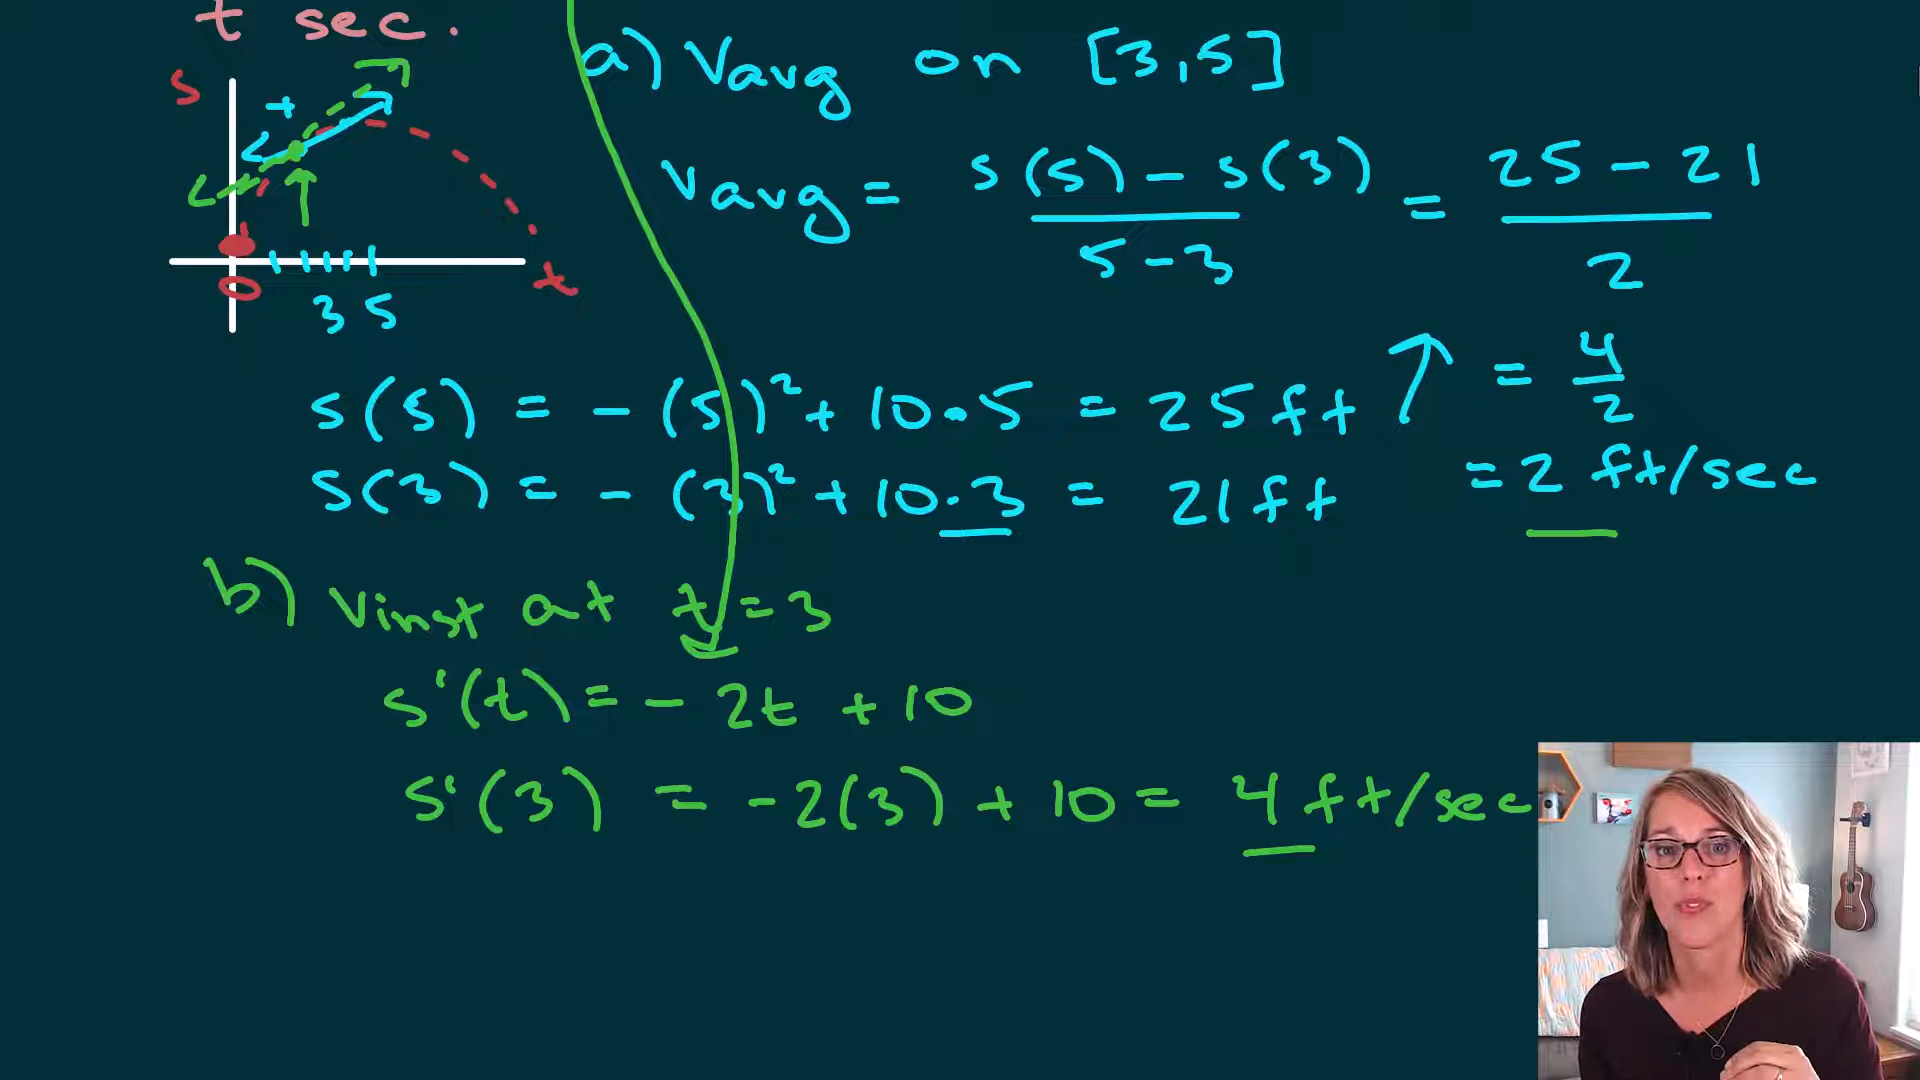 t sec.
s
+
0
3 5
t
a) Vavg on [3,5]
Vavg = s(5) - s(3) / 5 - 3 = 25 - 21 / 2
= 4 / 2
= 2 ft/sec
s(5) = -(5)² + 10·5 = 25 ft
s(3) = -(3)² + 10·3 = 21 ft
b) Vinst at t = 3
s'(t) = -2t + 10
s'(3) = -2(3) + 10 = 4 ft/sec